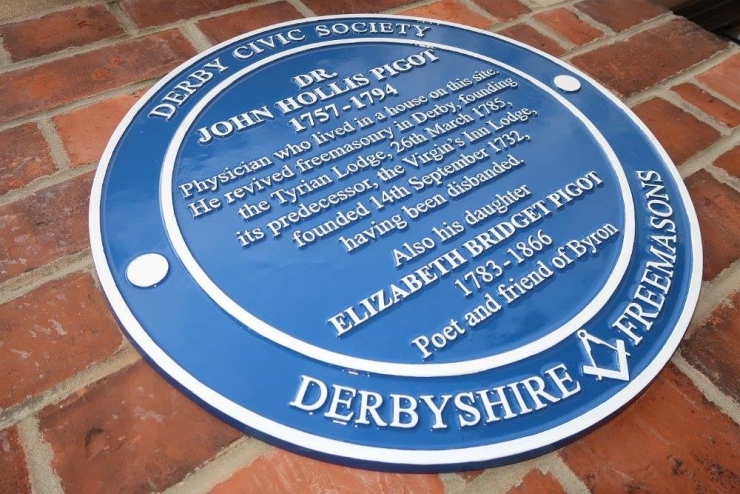 DERBY CIVIC SOCIETY
DR.
JOHN HOLLIS PIGOT
1757-1794
Physician who lived in a house on this site.
He revived freemasonry in Derby, founding
the Tyrian Lodge, 26th March 1785,
its predecessor, the Virgin's Inn Lodge,
founded 14th September 1732,
having been disbanded.
Also his daughter
ELIZABETH BRIDGET PIGOT
1783-1866
Poet and friend of Byron
DERBYSHIRE FREEMASONS